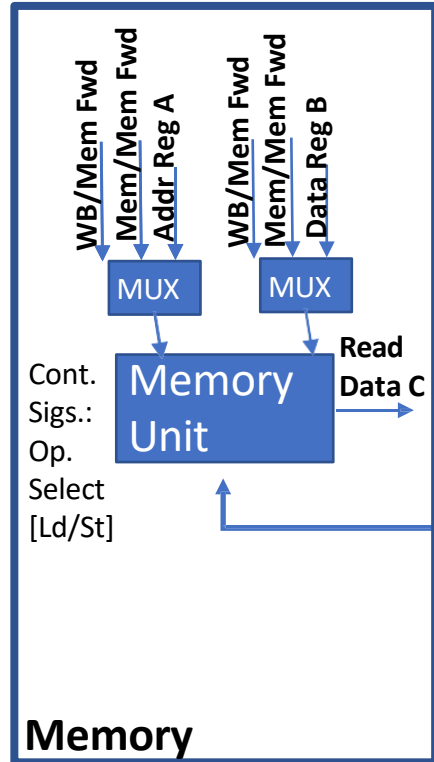 WB/Mem Fwd
Mem/Mem Fwd
Addr Reg A
WB/Mem Fwd
Mem/Mem Fwd
Data Reg B
MUX
MUX
Memory
Unit
Read
Data C
Cont.
Sigs.:
Op.
Select
[Ld/St]
Memory